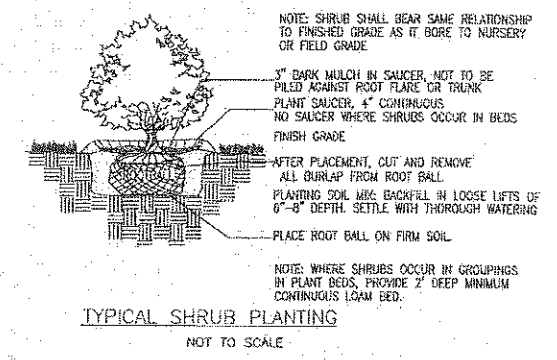 NOTE: SHRUB SHALL BEAR SAME RELATIONSHIP
TO FINISHED GRADE AS IT BORE TO NURSERY
OR FIELD GRADE
3" BARK MULCH IN SAUCER, NOT TO BE
PILED AGAINST ROOT FLARE OR TRUNK
PLANT SAUCER, 4" CONTINUOUS
NO SAUCER WHERE SHRUBS OCCUR IN BEDS
FINISH GRADE
AFTER PLACEMENT, CUT AND REMOVE
ALL BURLAP FROM ROOT BALL
PLANTING SOIL MIX: BACKFILL IN LOOSE LIFTS OF
6"-8" DEPTH. SETTLE WITH THOROUGH WATERING
PLACE ROOT BALL ON FIRM SOIL
NOTE: WHERE SHRUBS OCCUR IN GROUPINGS
IN PLANT BEDS, PROVIDE 2' DEEP MINIMUM
CONTINUOUS LOAM BED.
TYPICAL SHRUB PLANTING
NOT TO SCALE